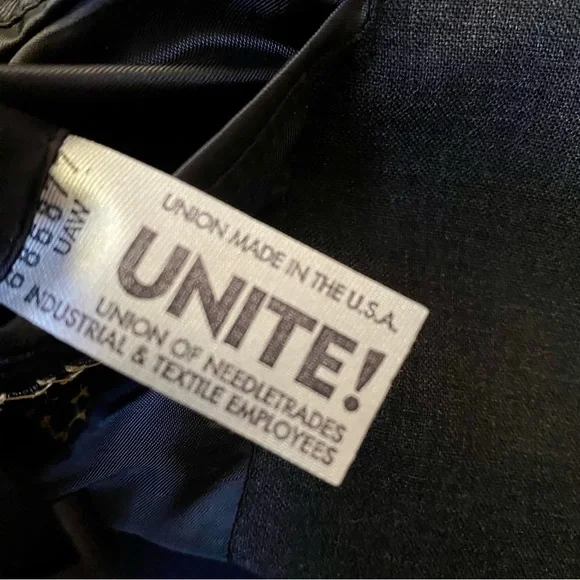 UNION MADE IN THE U.S.A.
UNITE!
UNION OF NEEDLETRADES
INDUSTRIAL & TEXTILE EMPLOYEES
UAW